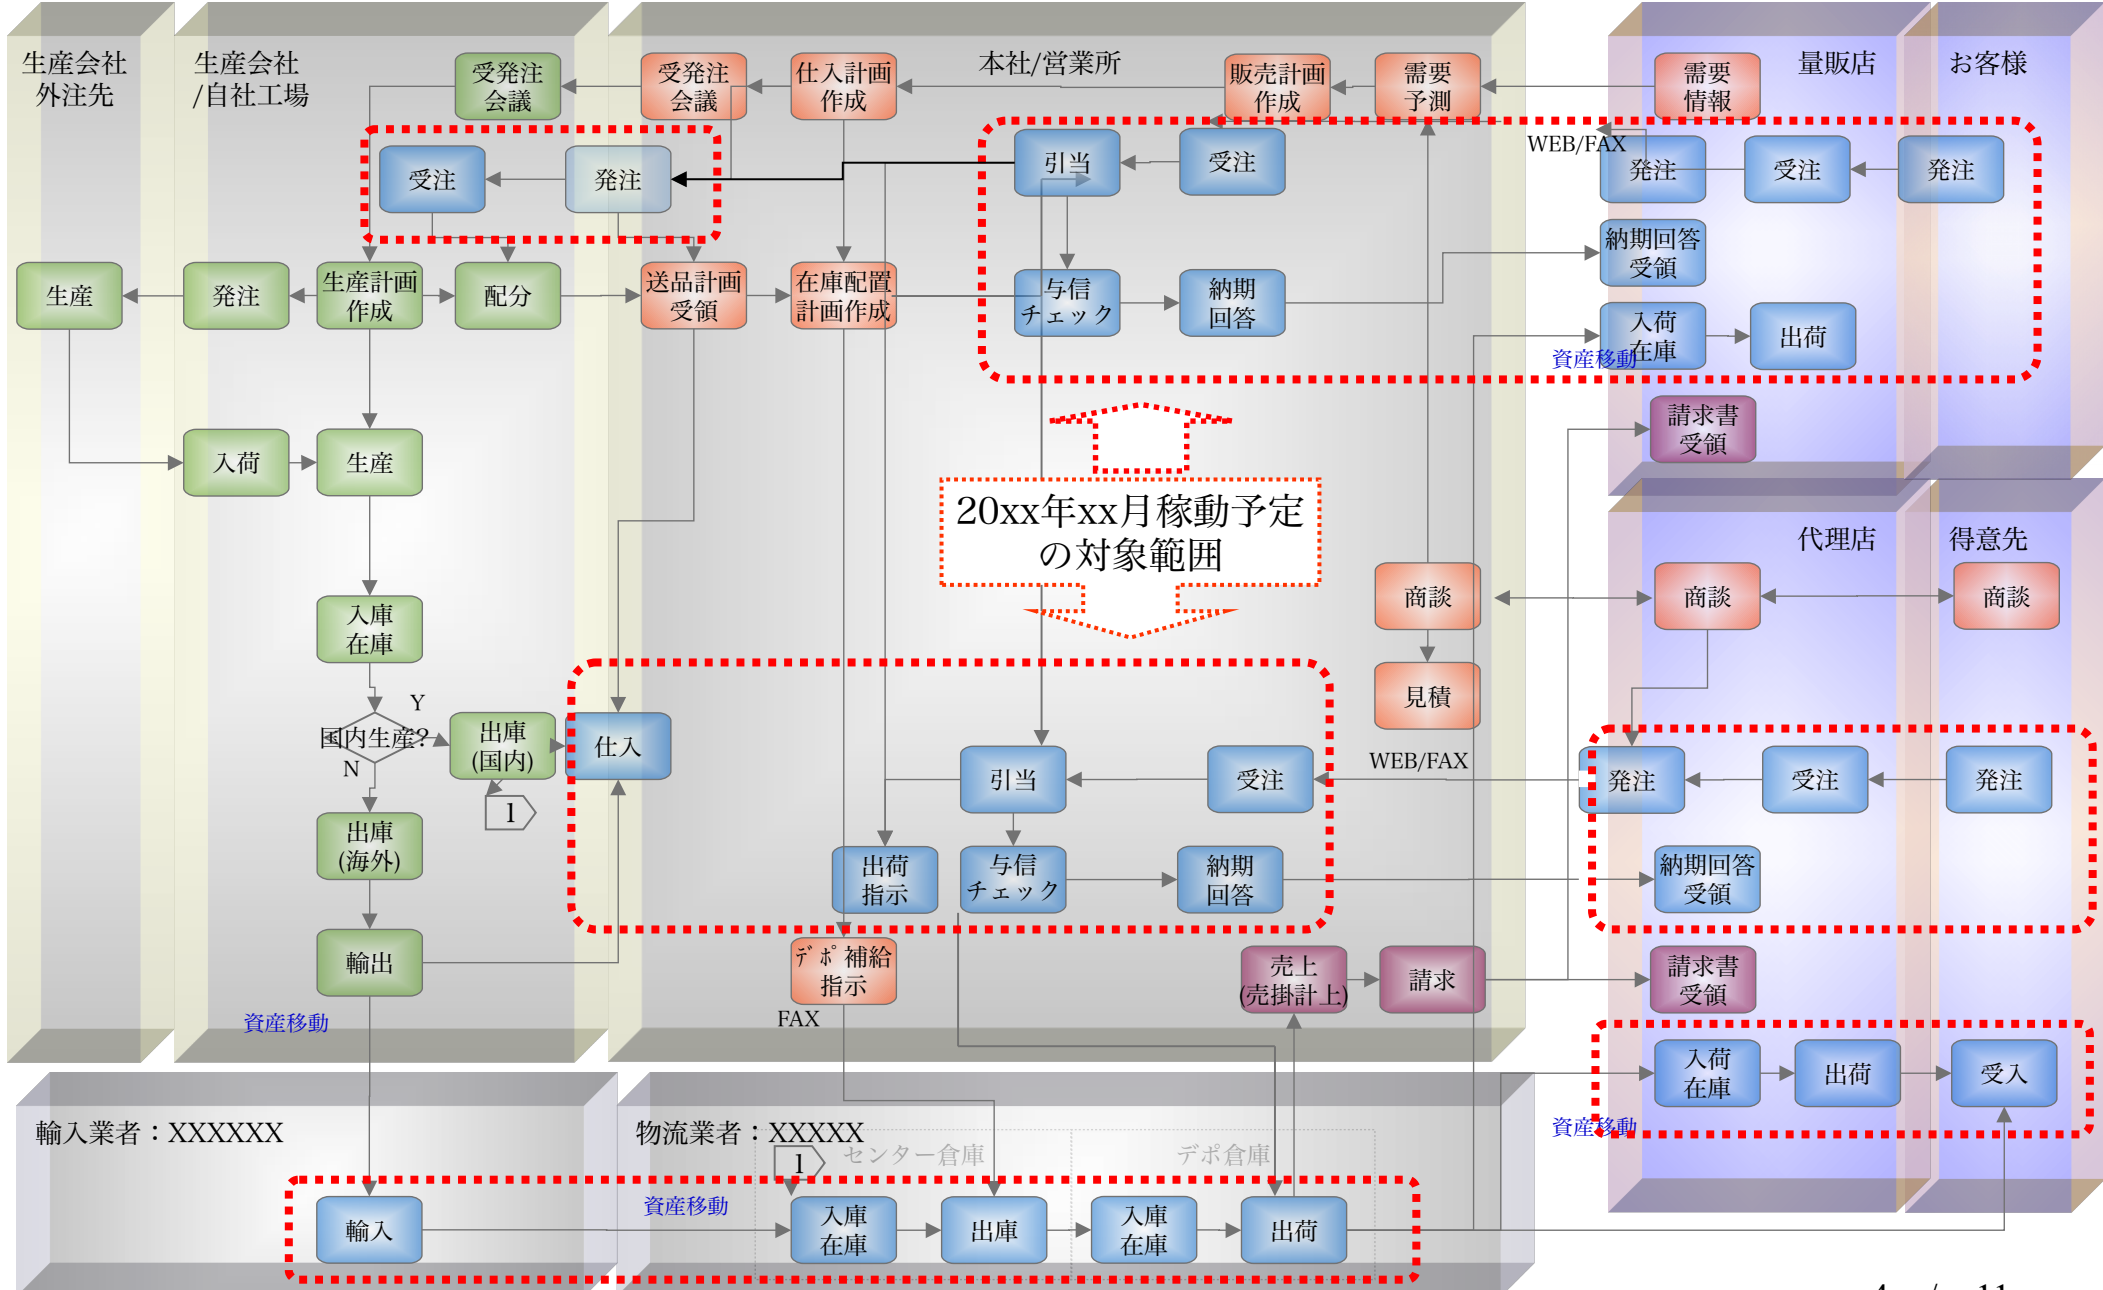 生産会社
外注先
生産会社
/自社工場
受発注
会議
受発注
会議
仕入計画
作成
本社/営業所
販売計画
作成
需要
予測
需要
情報
量販店
お客様
WEB/FAX
受注
発注
引当
受注
発注
受注
発注
納期回答
受領
生産
発注
生産計画
作成
配分
送品計画
受領
在庫配置
計画作成
与信
チェック
納期
回答
入荷
在庫
出荷
資産移動
請求書
受領
入荷
生産
20xx年xx月稼動予定
の対象範囲
代理店
得意先
商談
商談
商談
入庫
在庫
見積
Y
国内生産?
N
出庫
(国内)
仕入
1
引当
受注
WEB/FAX
発注
受注
発注
出庫
(海外)
出荷
指示
与信
チェック
納期
回答
納期回答
受領
輸出
デポ補給
指示
売上
(売掛計上)
請求
請求書
受領
資産移動
FAX
入荷
在庫
出荷
受入
資産移動
輸入業者：XXXXXX
物流業者：XXXXX
1
センター倉庫
デポ倉庫
輸入
資産移動
入庫
在庫
出庫
入庫
在庫
出荷